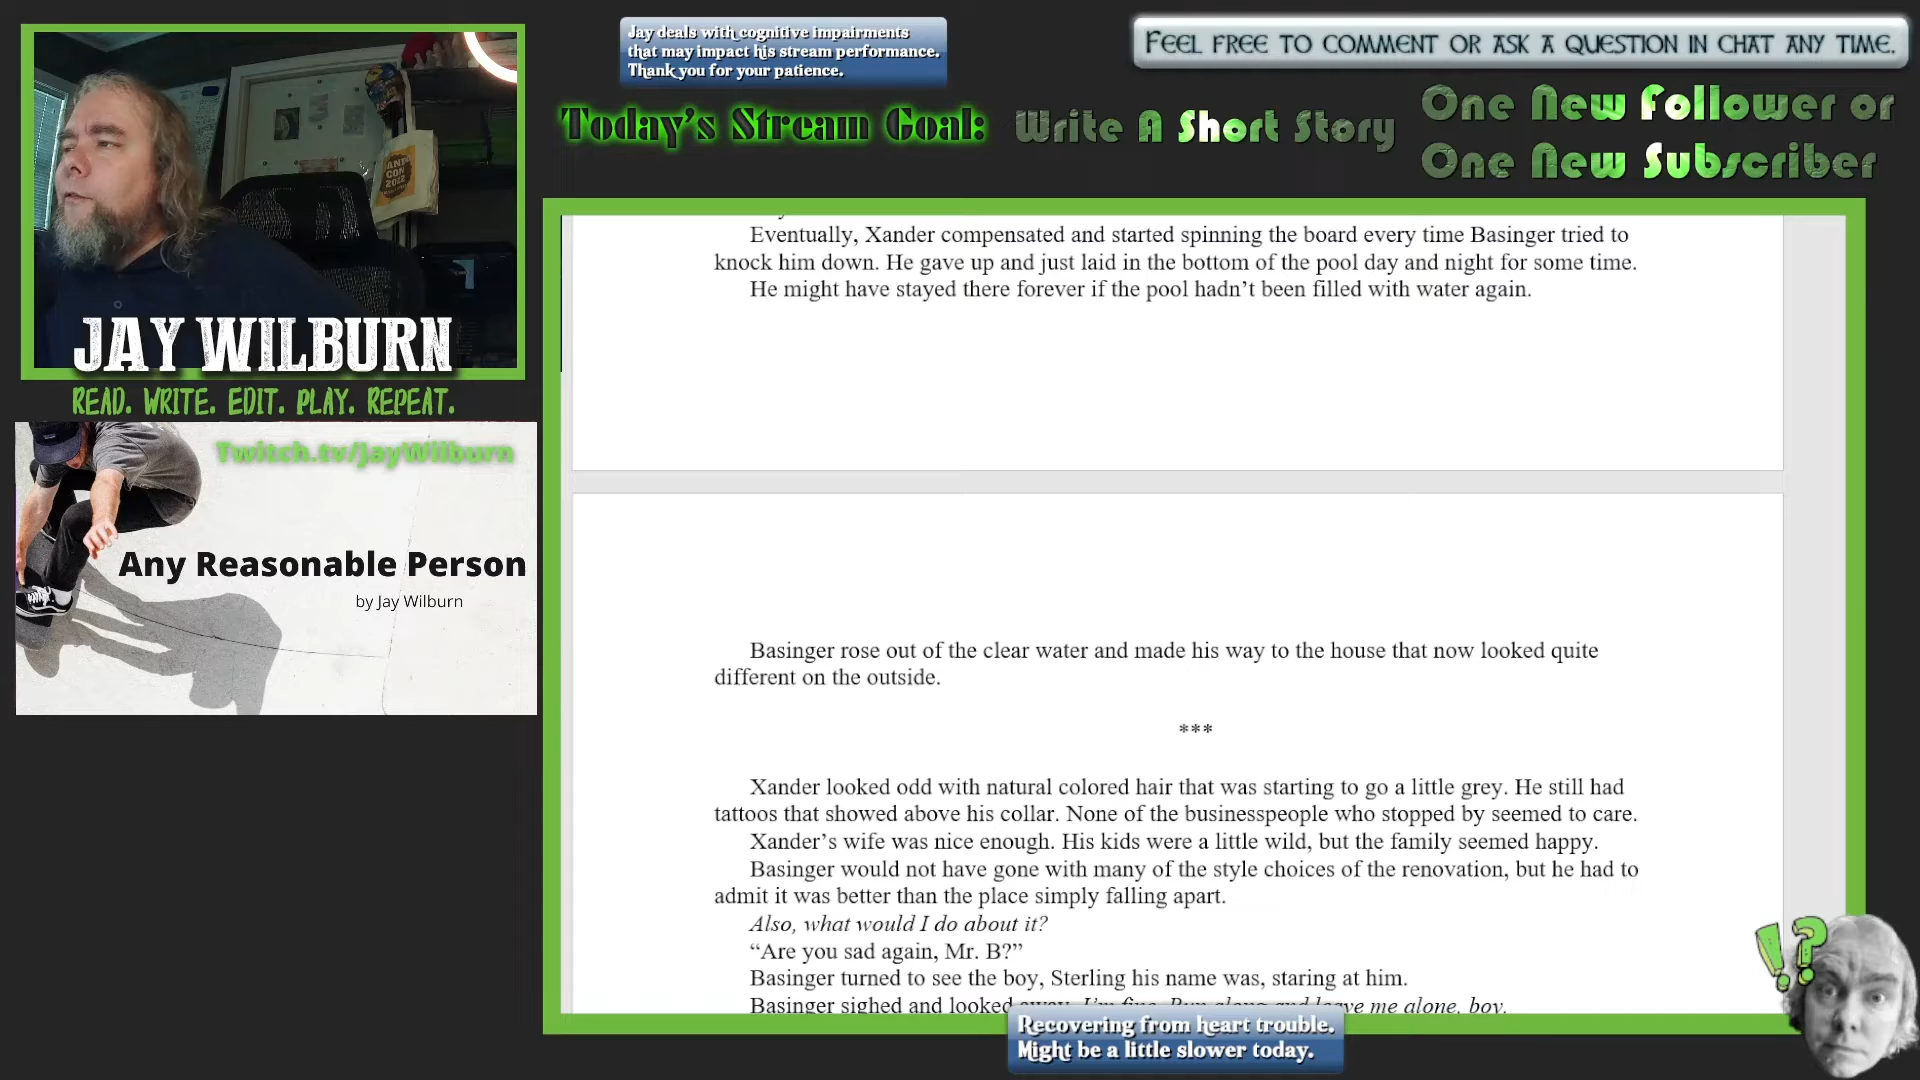 Jay deals with cognitive impairments
that may impact his stream performance.
Thank you for your patience.
FEEL FREE TO COMMENT OR ASK A QUESTION IN CHAT ANY TIME.
Today's Stream Goal:
Write A Short Story
One New Follower or
One New Subscriber
ANTI
CON
2022
JAY WILBURN
READ. WRITE. EDIT. PLAY. REPEAT.
Twitch.tv/JayWilburn
Any Reasonable Person
by Jay Wilburn
Eventually, Xander compensated and started spinning the board every time Basinger tried to
knock him down. He gave up and just laid in the bottom of the pool day and night for some time.
He might have stayed there forever if the pool hadn't been filled with water again.
Basinger rose out of the clear water and made his way to the house that now looked quite
different on the outside.
***
Xander looked odd with natural colored hair that was starting to go a little grey. He still had
tattoos that showed above his collar. None of the businesspeople who stopped by seemed to care.
Xander's wife was nice enough. His kids were a little wild, but the family seemed happy.
Basinger would not have gone with many of the style choices of the renovation, but he had to
admit it was better than the place simply falling apart.
Also, what would I do about it?
“Are you sad again, Mr. B?”
Basinger turned to see the boy, Sterling his name was, staring at him.
Basinger sighed and looked away. I'm fine. Run along and leave me alone, boy.
Recovering from heart trouble.
Might be a little slower today.
!?